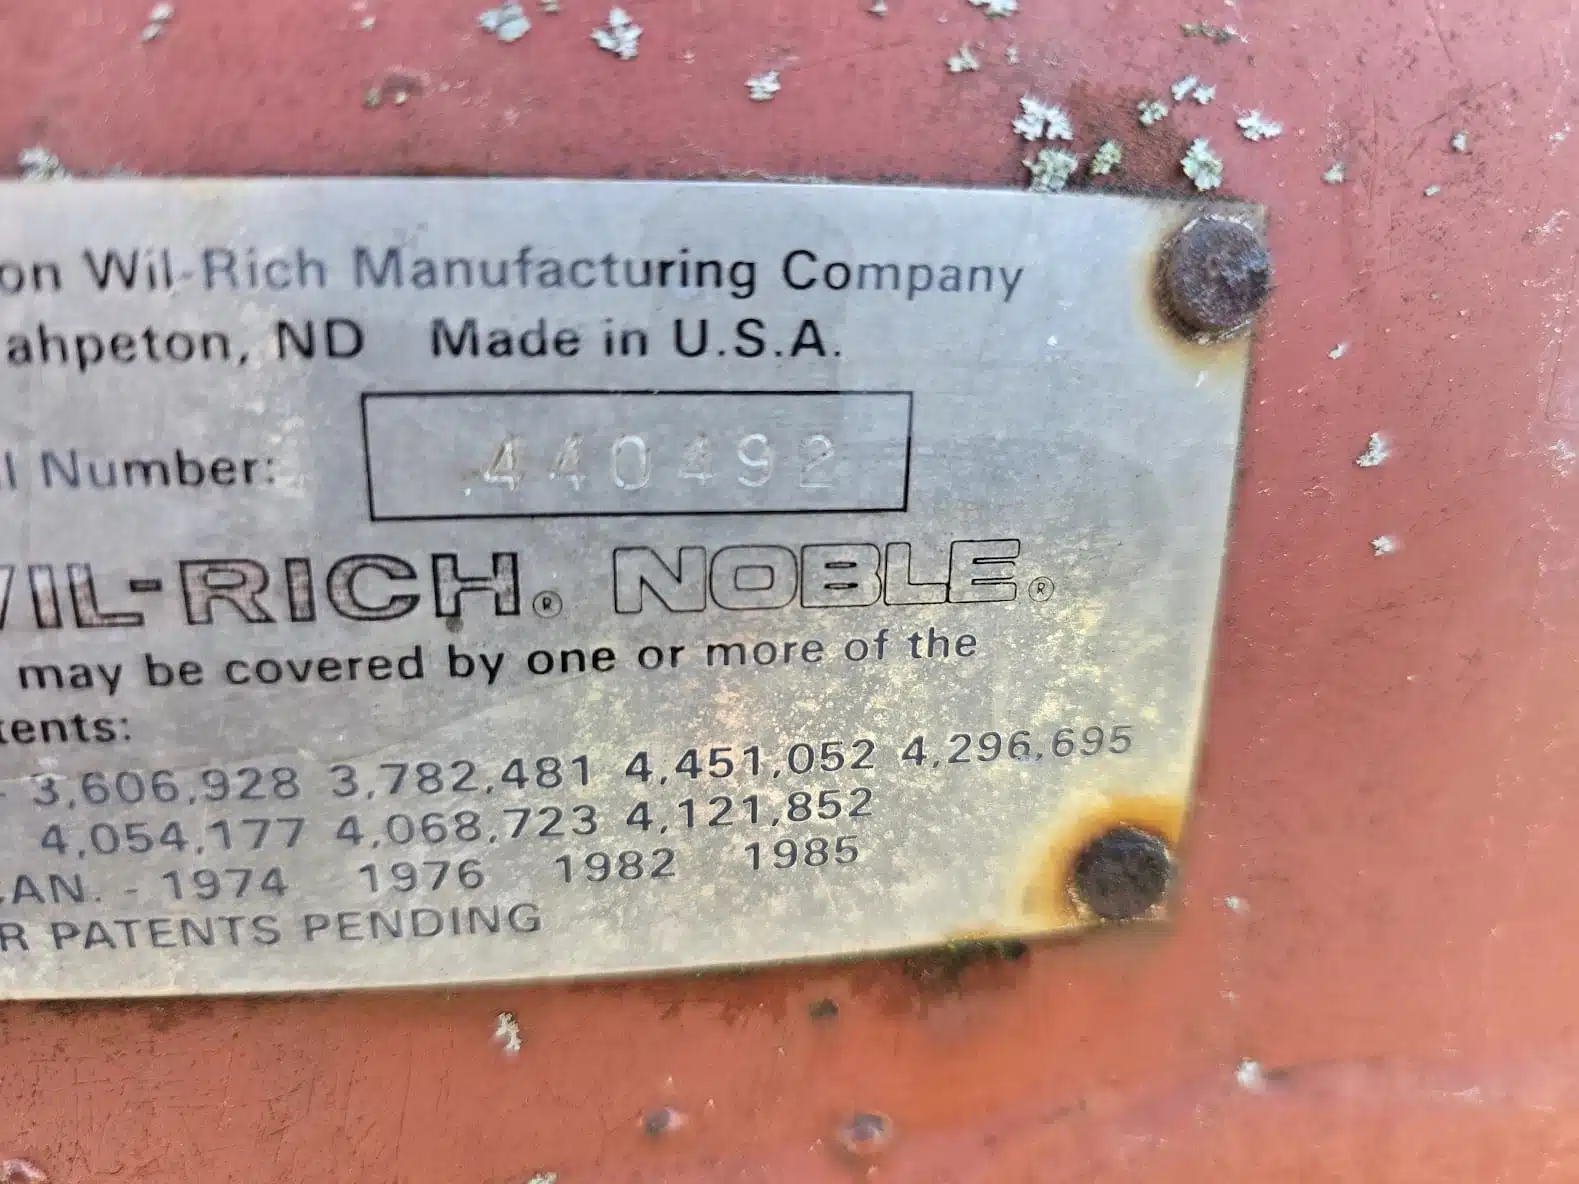 on Wil-Rich Manufacturing Company
ahpeton, ND Made in U.S.A.
l Number: 440492
WIL-RICH® NOBLE®
may be covered by one or more of the
tents:
- 3,606,928 3,782,481 4,451,052 4,296,695
4,054,177 4,068,723 4,121,852
AN. - 1974 1976 1982 1985
R PATENTS PENDING